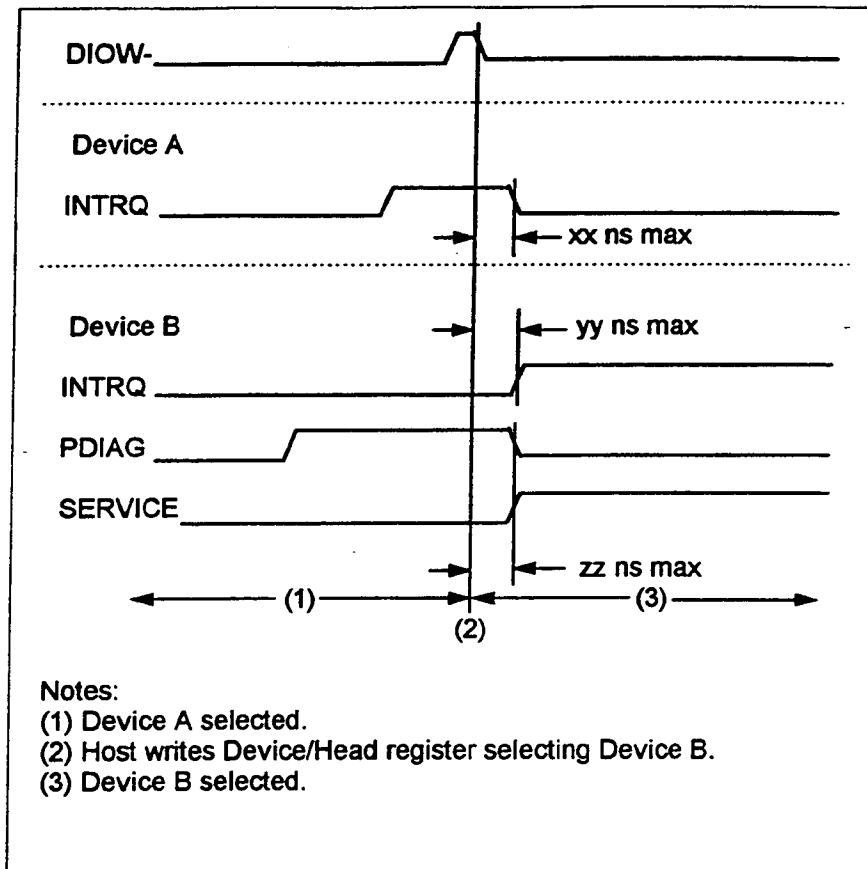 DIOW-
Device A
INTRQ
xx ns max
Device B
yy ns max
INTRQ
PDIAG
SERVICE
zz ns max
(1)
(3)
(2)
Notes:
(1) Device A selected.
(2) Host writes Device/Head register selecting Device B.
(3) Device B selected.